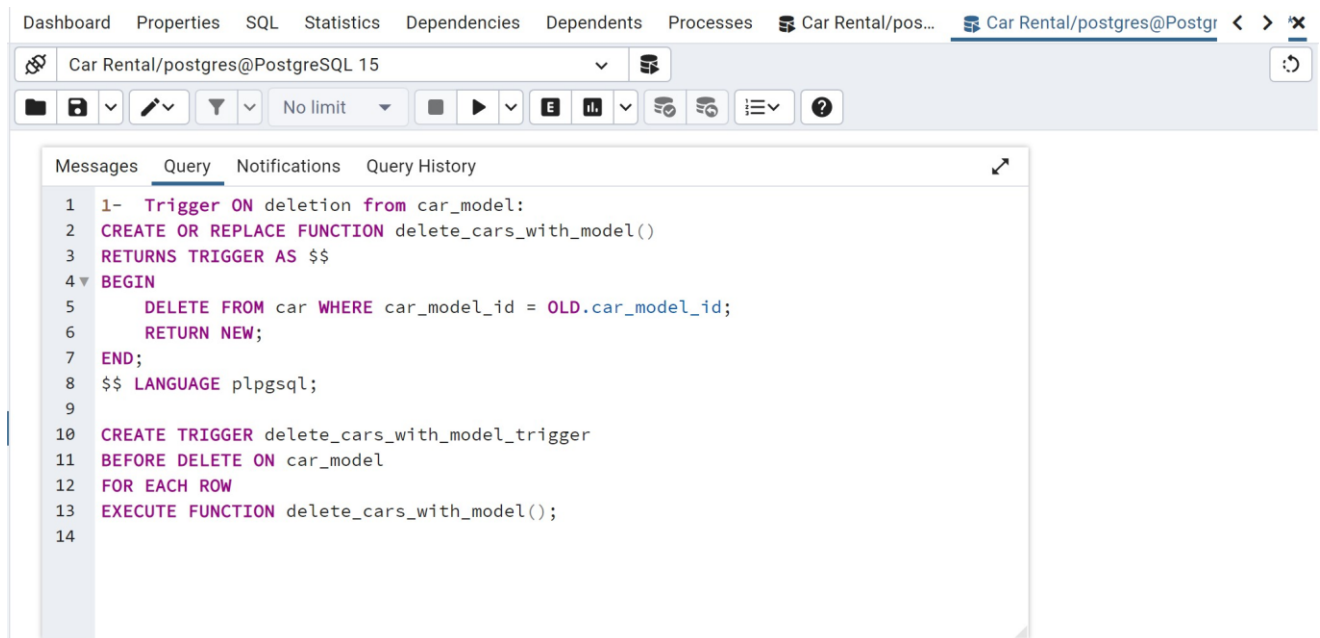 Dashboard Properties SQL Statistics Dependencies Dependents Processes Car Rental/pos... Car Rental/postgres@Postgr
Car Rental/postgres@PostgreSQL 15
No limit E
Messages Query Notifications Query History
1 1- Trigger ON deletion from car_model:
2 CREATE OR REPLACE FUNCTION delete_cars_with_model()
3 RETURNS TRIGGER AS $$
4 BEGIN
5 DELETE FROM car WHERE car_model_id = OLD.car_model_id;
6 RETURN NEW;
7 END;
8 $$ LANGUAGE plpgsql;
9
10 CREATE TRIGGER delete_cars_with_model_trigger
11 BEFORE DELETE ON car_model
12 FOR EACH ROW
13 EXECUTE FUNCTION delete_cars_with_model();
14